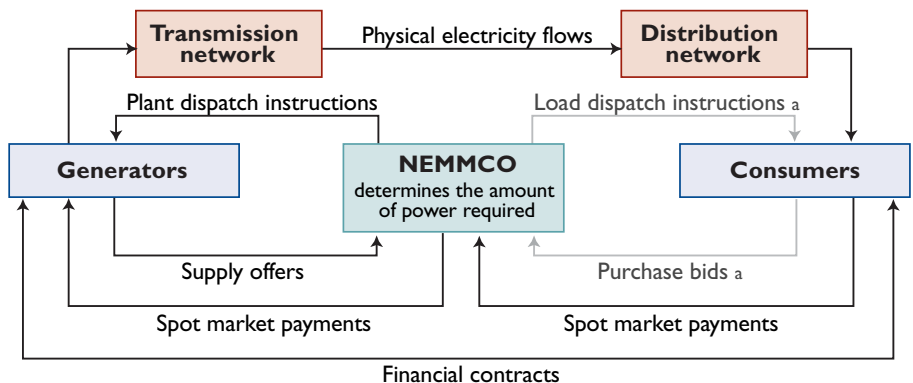 Transmission
network
Physical electricity flows
Distribution
network
Plant dispatch instructions
Load dispatch instructions a
Generators
NEMMCO
determines the amount
of power required
Consumers
Supply offers
Purchase bids a
Spot market payments
Spot market payments
Financial contracts